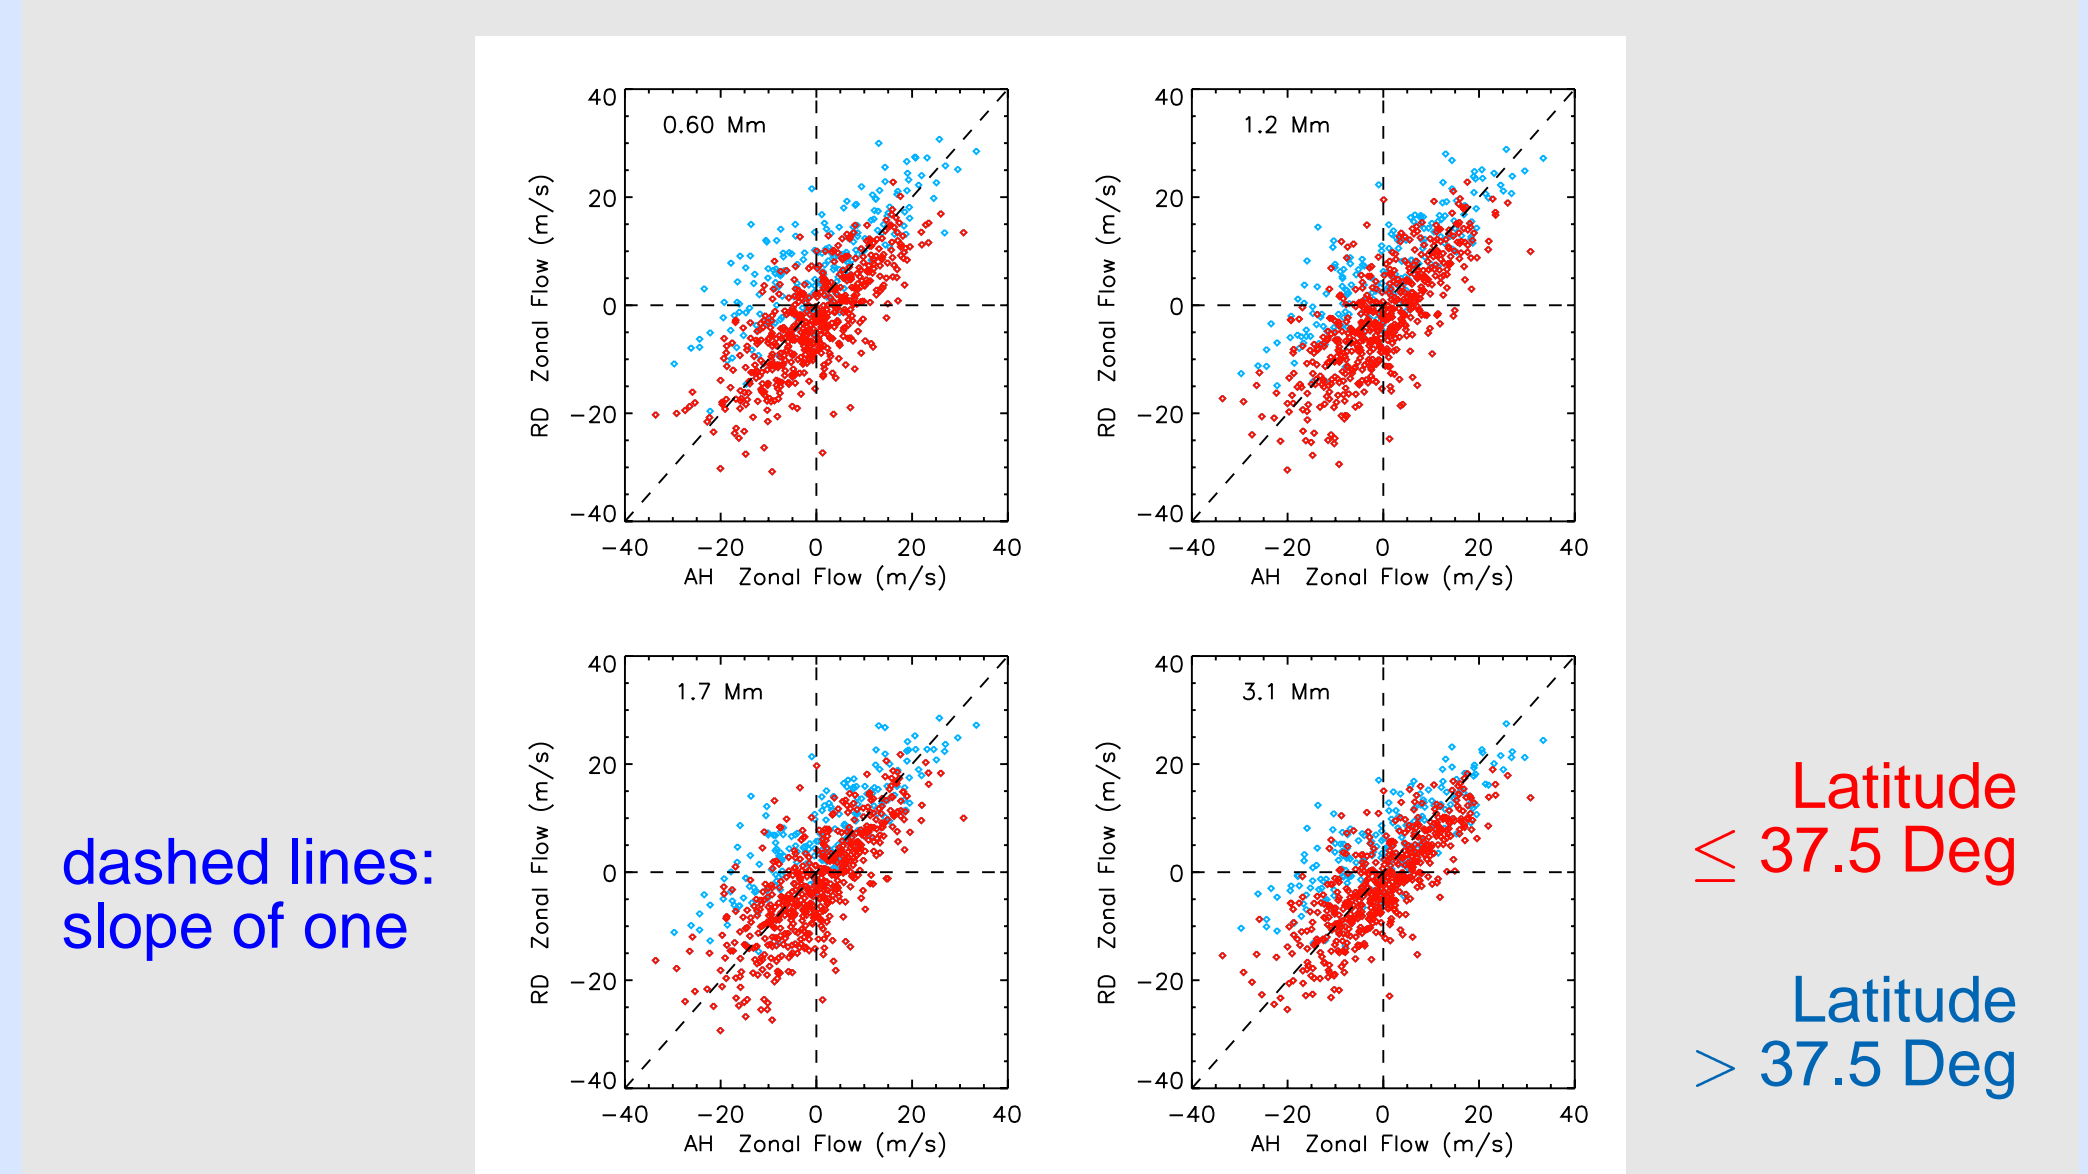 40
20
0
−20
−40
RD Zonal Flow (m/s)
0.60 Mm
−40 −20 0 20 40
AH Zonal Flow (m/s)
40
20
0
−20
−40
RD Zonal Flow (m/s)
1.2 Mm
−40 −20 0 20 40
AH Zonal Flow (m/s)
40
20
0
−20
−40
RD Zonal Flow (m/s)
1.7 Mm
−40 −20 0 20 40
AH Zonal Flow (m/s)
40
20
0
−20
−40
RD Zonal Flow (m/s)
3.1 Mm
−40 −20 0 20 40
AH Zonal Flow (m/s)
dashed lines:
slope of one
Latitude
≤ 37.5 Deg
Latitude
> 37.5 Deg